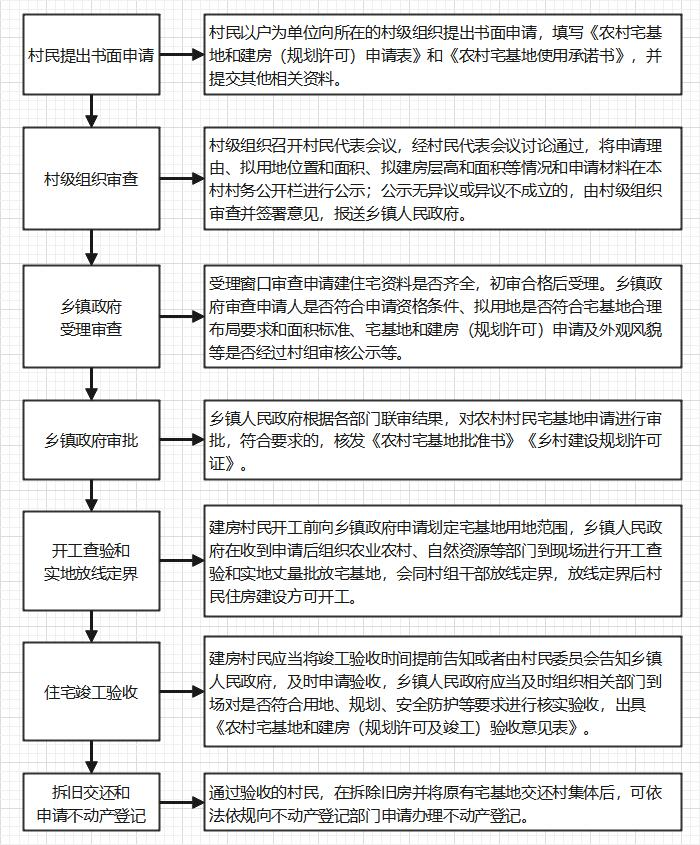 村民提出书面申请
村民以户为单位向所在的村级组织提出书面申请，填写《农村宅基
地和建房（规划许可）申请表》和《农村宅基地使用承诺书》，并
提交其他相关资料。
村级组织审查
村级组织召开村民代表会议，经村民代表会议讨论通过，将申请理
由、拟用地位置和面积、拟建房层高和面积等情况和申请材料在本
村村务公开栏进行公示；公示无异议或异议不成立的，由村级组织
审查并签署意见，报送乡镇人民政府。
乡镇政府
受理审查
受理窗口审查申请建住宅资料是否齐全，初审合格后受理。乡镇政
府审查申请人是否符合申请资格条件、拟用地是否符合宅基地合理
布局要求和面积标准、宅基地和建房（规划许可）申请及外观风貌
等是否经过村组审核公示等。
乡镇政府审批
乡镇人民政府根据各部门联审结果，对农村村民宅基地申请进行审
批，符合要求的，核发《农村宅基地批准书》《乡村建设规划许可
证》。
开工查验和
实地放线定界
建房村民开工前向乡镇政府申请划定宅基地用地范围，乡镇人民政
府在收到申请后组织农业农村、自然资源等部门到现场进行开工查
验和实地丈量批放宅基地，会同村组干部放线定界，放线定界后村
民住房建设方可开工。
住宅竣工验收
建房村民应当将竣工验收时间提前告知或者由村民委员会告知乡镇
人民政府，及时申请验收，乡镇人民政府应当及时组织相关部门到
场对是否符合用地、规划、安全防护等要求进行核实验收，出具
《农村宅基地和建房（规划许可及竣工）验收意见表》。
拆旧交还和
申请不动产登记
通过验收的村民，在拆除旧房并将原有宅基地交还村集体后，可依
法依规向不动产登记部门申请办理不动产登记。